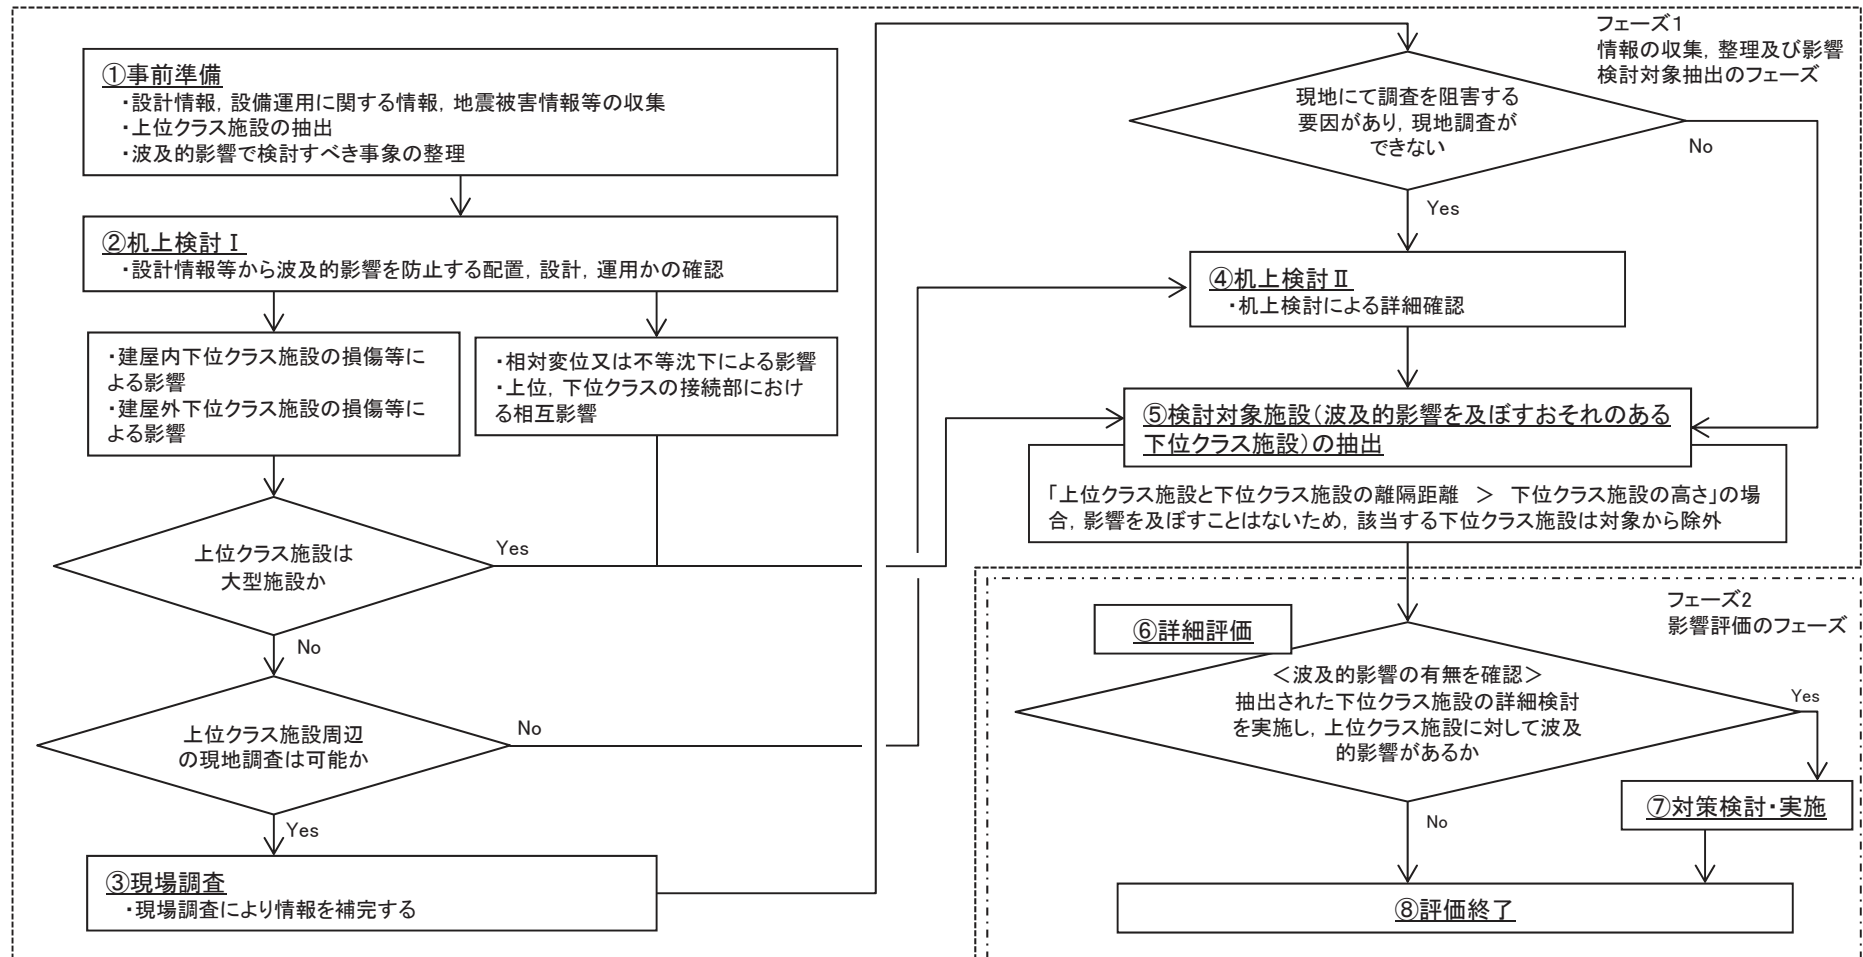 ①事前準備
・設計情報，設備運用に関する情報，地震被害情報等の収集
・上位クラス施設の抽出
・波及的影響で検討すべき事象の整理
②机上検討Ⅰ
・設計情報等から波及的影響を防止する配置，設計，運用かの確認
・建屋内下位クラス施設の損傷等に
よる影響
・建屋外下位クラス施設の損傷等に
よる影響
・相対変位又は不等沈下による影響
・上位，下位クラスの接続部におけ
る相互影響
上位クラス施設は
大型施設か
Yes
No
上位クラス施設周辺
の現地調査は可能か
No
Yes
③現場調査
・現場調査により情報を補完する
フェーズ１
情報の収集，整理及び影響
検討対象抽出のフェーズ
現地にて調査を阻害する
要因があり，現地調査が
できない
No
Yes
④机上検討Ⅱ
・机上検討による詳細確認
⑤検討対象施設（波及的影響を及ぼすおそれのある
下位クラス施設）の抽出
「上位クラス施設と下位クラス施設の離隔距離　＞　下位クラス施設の高さ」の場
合，影響を及ぼすことはないため，該当する下位クラス施設は対象から除外
フェーズ2
影響評価のフェーズ
⑥詳細評価
＜波及的影響の有無を確認＞
抽出された下位クラス施設の詳細検討
を実施し，上位クラス施設に対して波及
的影響があるか
Yes
No
⑦対策検討・実施
⑧評価終了